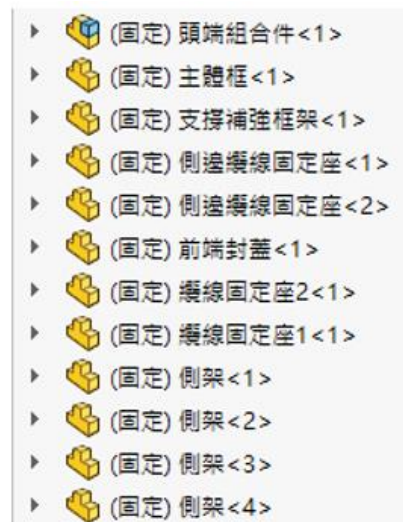 (固定) 頭端組合件<1>
(固定) 主體框<1>
(固定) 支撐補強框架<1>
(固定) 側邊纜線固定座<1>
(固定) 側邊纜線固定座<2>
(固定) 前端封蓋<1>
(固定) 纜線固定座2<1>
(固定) 纜線固定座1<1>
(固定) 側架<1>
(固定) 側架<2>
(固定) 側架<3>
(固定) 側架<4>